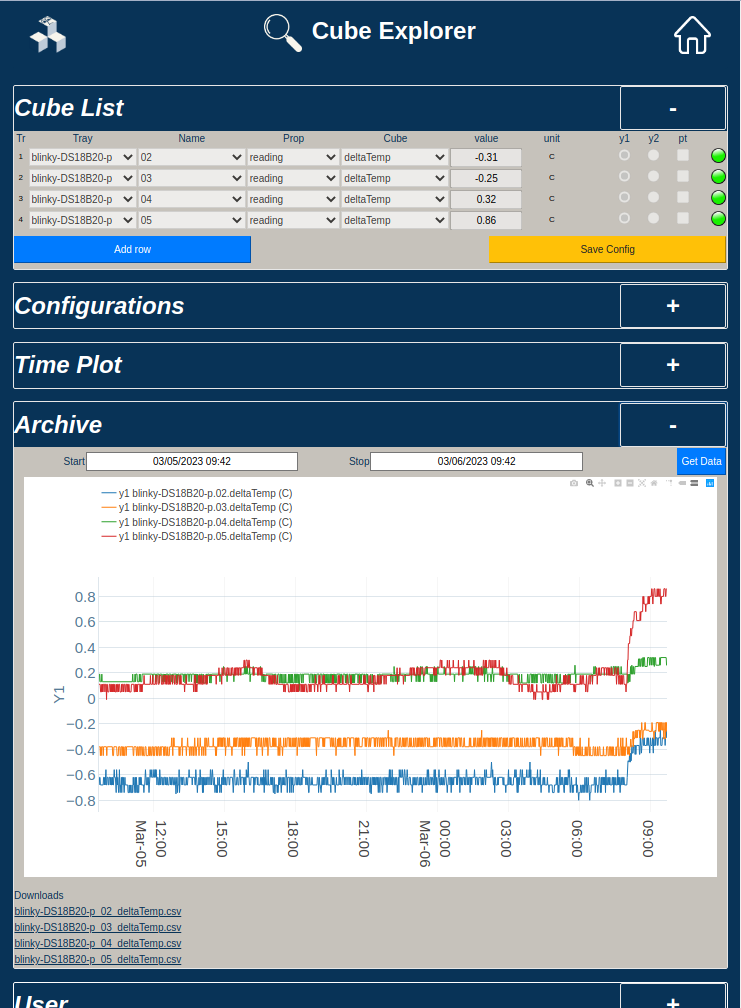 Cube Explorer
Cube List -
Tr Tray Name Prop Cube value unit y1 y2 pt
1 blinky-DS18B20-p 02 reading deltaTemp -0.31 C
2 blinky-DS18B20-p 03 reading deltaTemp -0.25 C
3 blinky-DS18B20-p 04 reading deltaTemp 0.32 C
4 blinky-DS18B20-p 05 reading deltaTemp 0.86 C
Add row Save Config
Configurations +
Time Plot +
Archive -
Start 03/05/2023 09:42 Stop 03/06/2023 09:42 Get Data
y1 blinky-DS18B20-p.02.deltaTemp (C)
y1 blinky-DS18B20-p.03.deltaTemp (C)
y1 blinky-DS18B20-p.04.deltaTemp (C)
y1 blinky-DS18B20-p.05.deltaTemp (C)
0.8
0.6
0.4
0.2
0
−0.2
−0.4
−0.6
−0.8
Y1
12:00 15:00 18:00 21:00 00:00 03:00 06:00 09:00
Mar-05 Mar-06
Downloads
blinky-DS18B20-p_02_deltaTemp.csv
blinky-DS18B20-p_03_deltaTemp.csv
blinky-DS18B20-p_04_deltaTemp.csv
blinky-DS18B20-p_05_deltaTemp.csv
User +